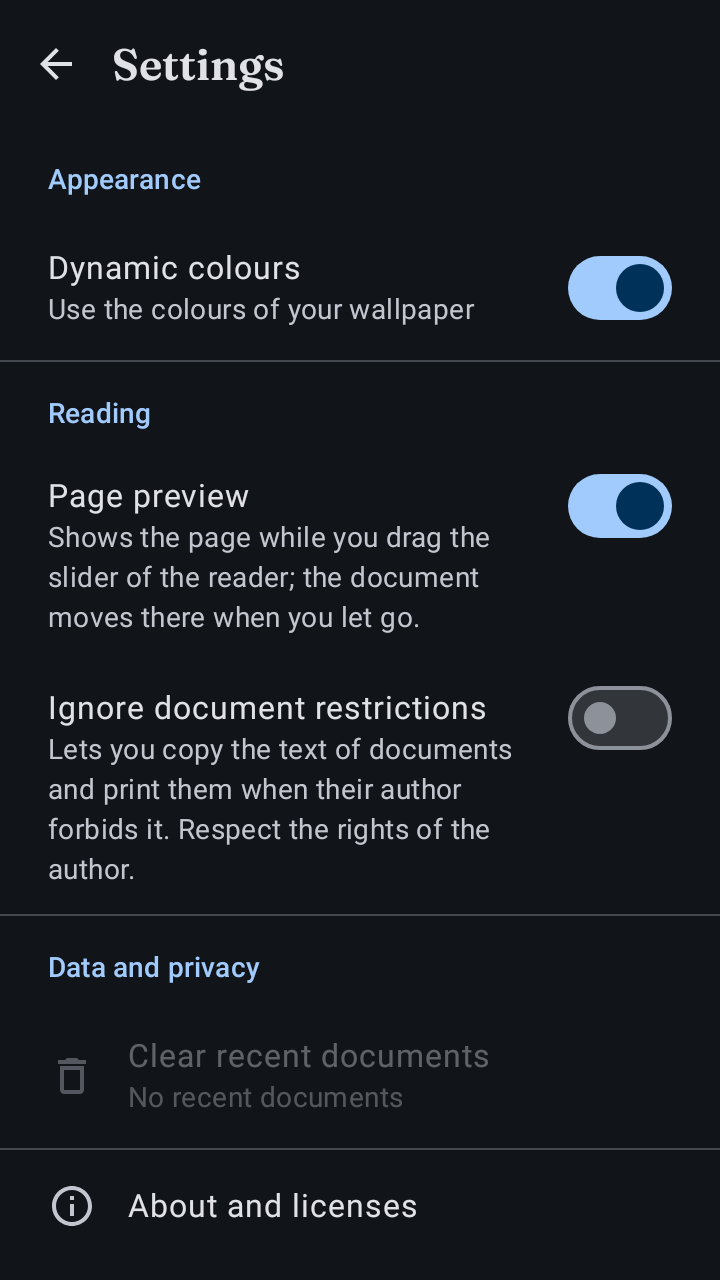 Settings
Appearance
Dynamic colours
Use the colours of your wallpaper
Reading
Page preview
Shows the page while you drag the
slider of the reader; the document
moves there when you let go.
Ignore document restrictions
Lets you copy the text of documents
and print them when their author
forbids it. Respect the rights of the
author.
Data and privacy
Clear recent documents
No recent documents
About and licenses